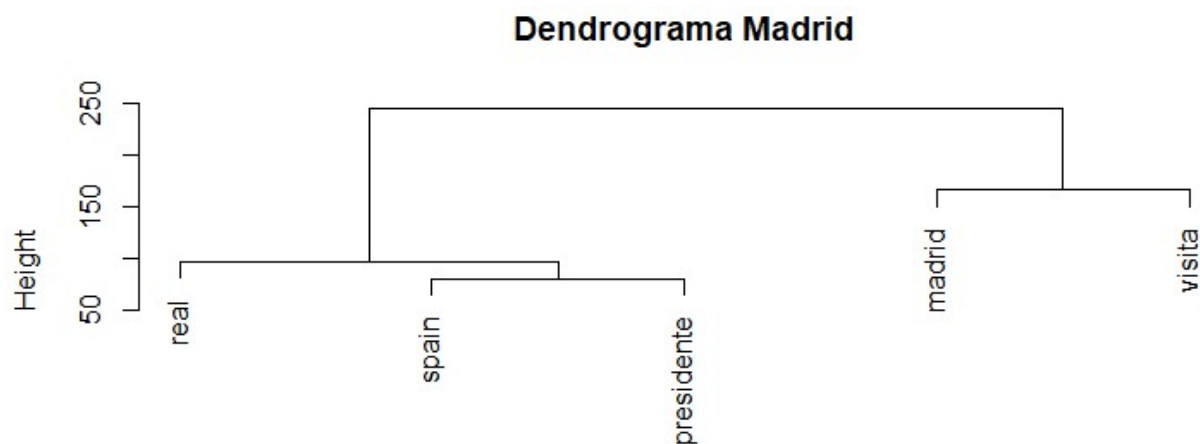 Dendrograma Madrid
Height
250
150
50
real
spain
presidente
madrid
visita